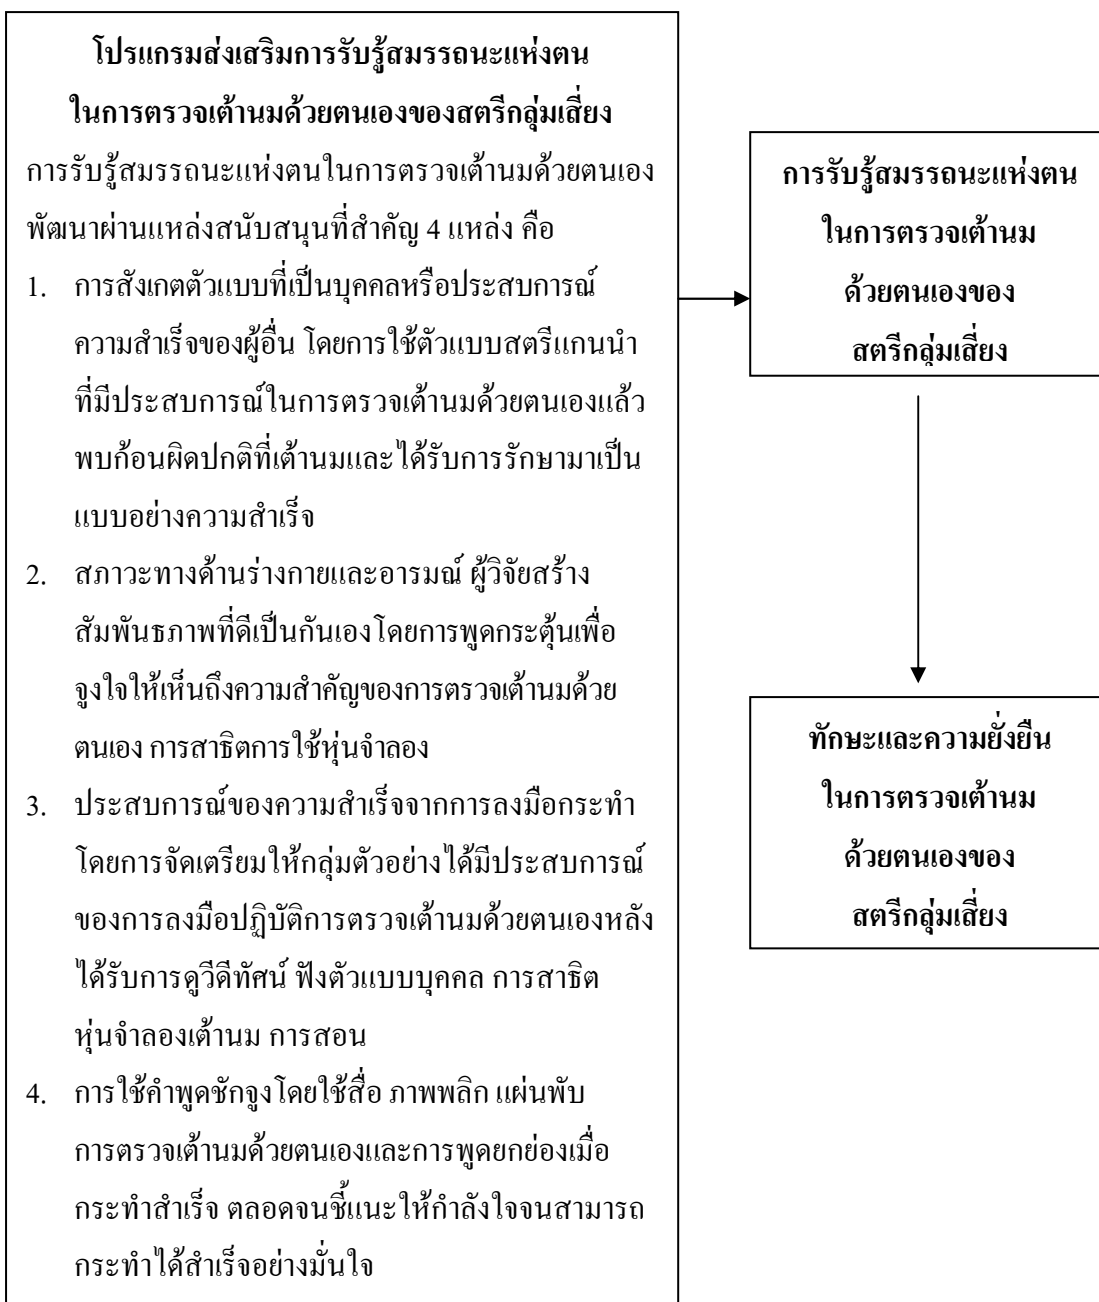 โปรแกรมส่งเสริมการรับรู้สมรรถนะแห่งตน
ในการตรวจเต้านมด้วยตนเองของสตรีกลุ่มเสี่ยง
การรับรู้สมรรถนะแห่งตนในการตรวจเต้านมด้วยตนเอง
พัฒนาผ่านแหล่งสนับสนุนที่สำคัญ 4 แหล่ง คือ
1. การสังเกตตัวแบบที่เป็นบุคคลหรือประสบการณ์
ความสำเร็จของผู้อื่น โดยการใช้ตัวแบบสตรีแกนนำ
ที่มีประสบการณ์ในการตรวจเต้านมด้วยตนเองแล้ว
พบก้อนผิดปกติที่เต้านมและได้รับการรักษามาเป็น
แบบอย่างความสำเร็จ
2. สภาวะทางด้านร่างกายและอารมณ์ ผู้วิจัยสร้าง
สัมพันธภาพที่ดีเป็นกันเองโดยการพูดกระตุ้นเพื่อ
จูงใจให้เห็นถึงความสำคัญของการตรวจเต้านมด้วย
ตนเอง การสาธิตการใช้หุ่นจำลอง
3. ประสบการณ์ของความสำเร็จจากการลงมือกระทำ
โดยการจัดเตรียมให้กลุ่มตัวอย่างได้มีประสบการณ์
ของการลงมือปฏิบัติการตรวจเต้านมด้วยตนเองหลัง
ได้รับการดูวีดีทัศน์ ฟังตัวแบบบุคคล การสาธิต
หุ่นจำลองเต้านม การสอน
4. การใช้คำพูดชักจูงโดยใช้สื่อ ภาพพลิก แผ่นพับ
การตรวจเต้านมด้วยตนเองและการพูดยกย่องเมื่อ
กระทำสำเร็จ ตลอดจนชี้แนะให้กำลังใจจนสามารถ
กระทำได้สำเร็จอย่างมั่นใจ
การรับรู้สมรรถนะแห่งตน
ในการตรวจเต้านม
ด้วยตนเองของ
สตรีกลุ่มเสี่ยง
ทักษะและความยั่งยืน
ในการตรวจเต้านม
ด้วยตนเองของ
สตรีกลุ่มเสี่ยง